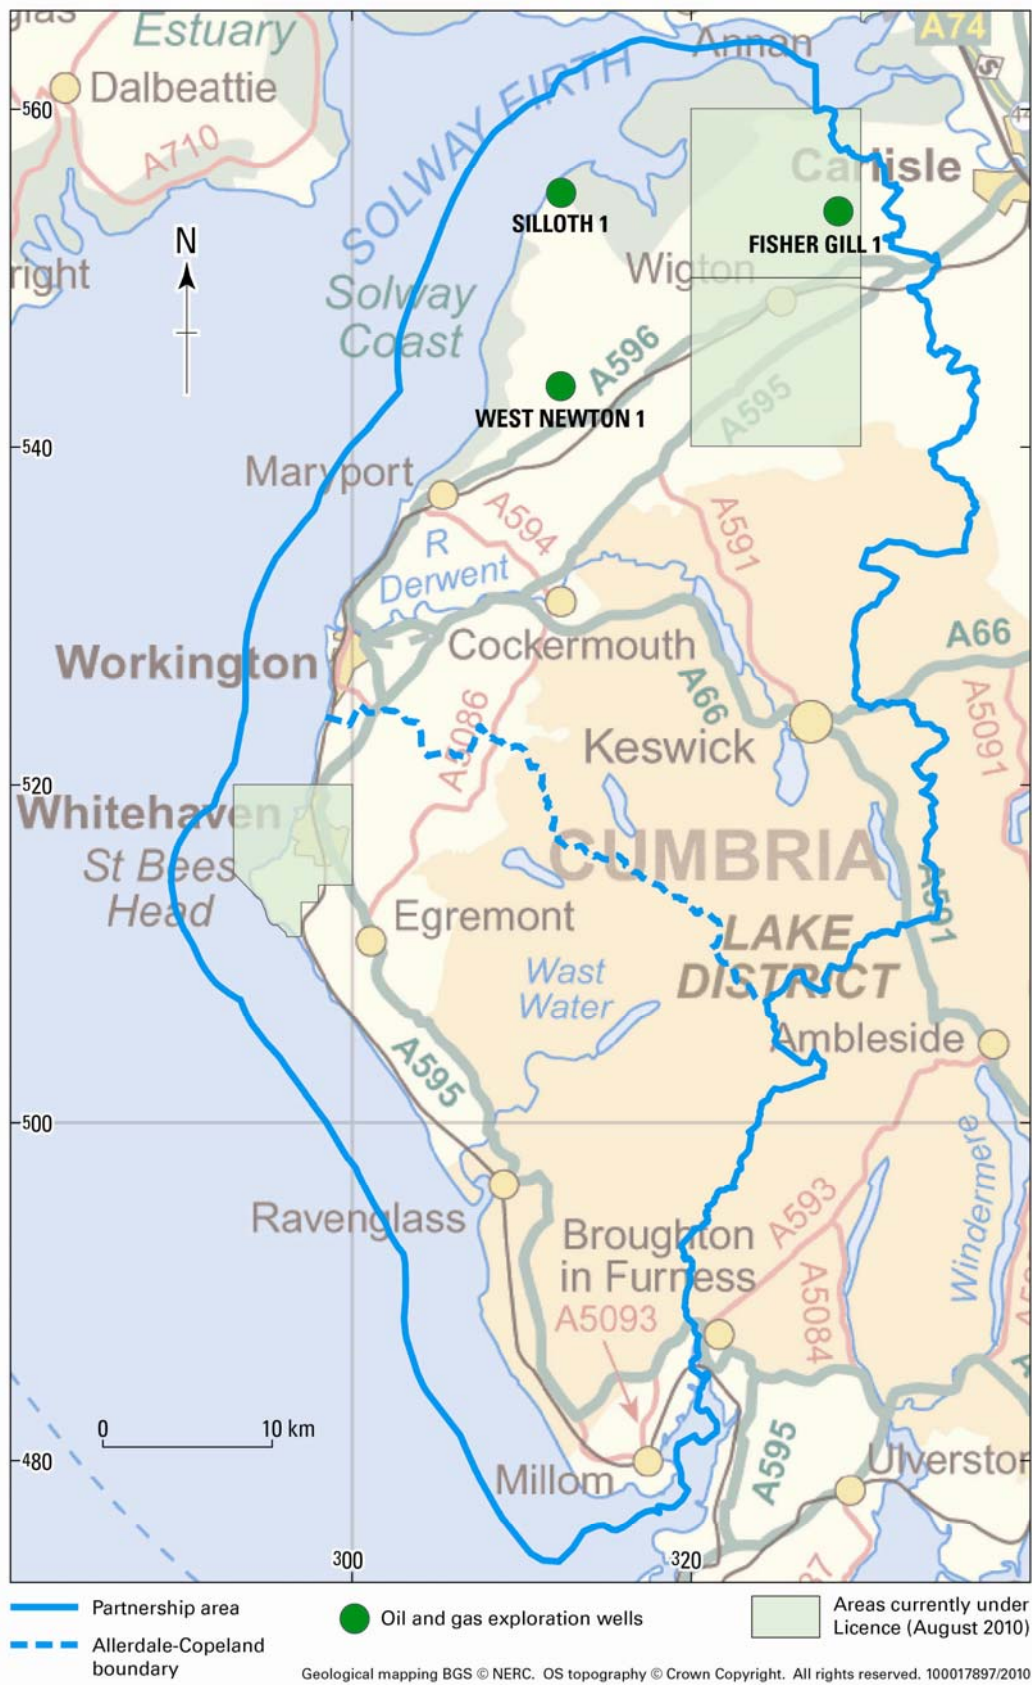 Estuary
Annan
A74
S
Dalbeattie
SOLWAY FIRTH
560
A710
Carlisle
SILLOTH 1
N
FISHER GILL 1
right
Wigton
Solway
Coast
A596
WEST NEWTON 1
A595
540
Maryport
A594
A591
R
Derwent
Workington
Cockermouth
A66
A66
A5086
A5091
Keswick
520
Whitehaven
St Bees
Head
CUMBRIA
A591
Egremont
LAKE
DISTRICT
Wast
Water
Ambleside
A595
500
Windermere
Ravenglass
A593
Broughton
in Furness
A5093
A5084
0 10 km
480
Millom
A595
Ulverston
300
320
87
Partnership area
Allerdale-Copeland
boundary
Oil and gas exploration wells
Areas currently under
Licence (August 2010)
Geological mapping BGS © NERC. OS topography © Crown Copyright. All rights reserved. 100017897/2010